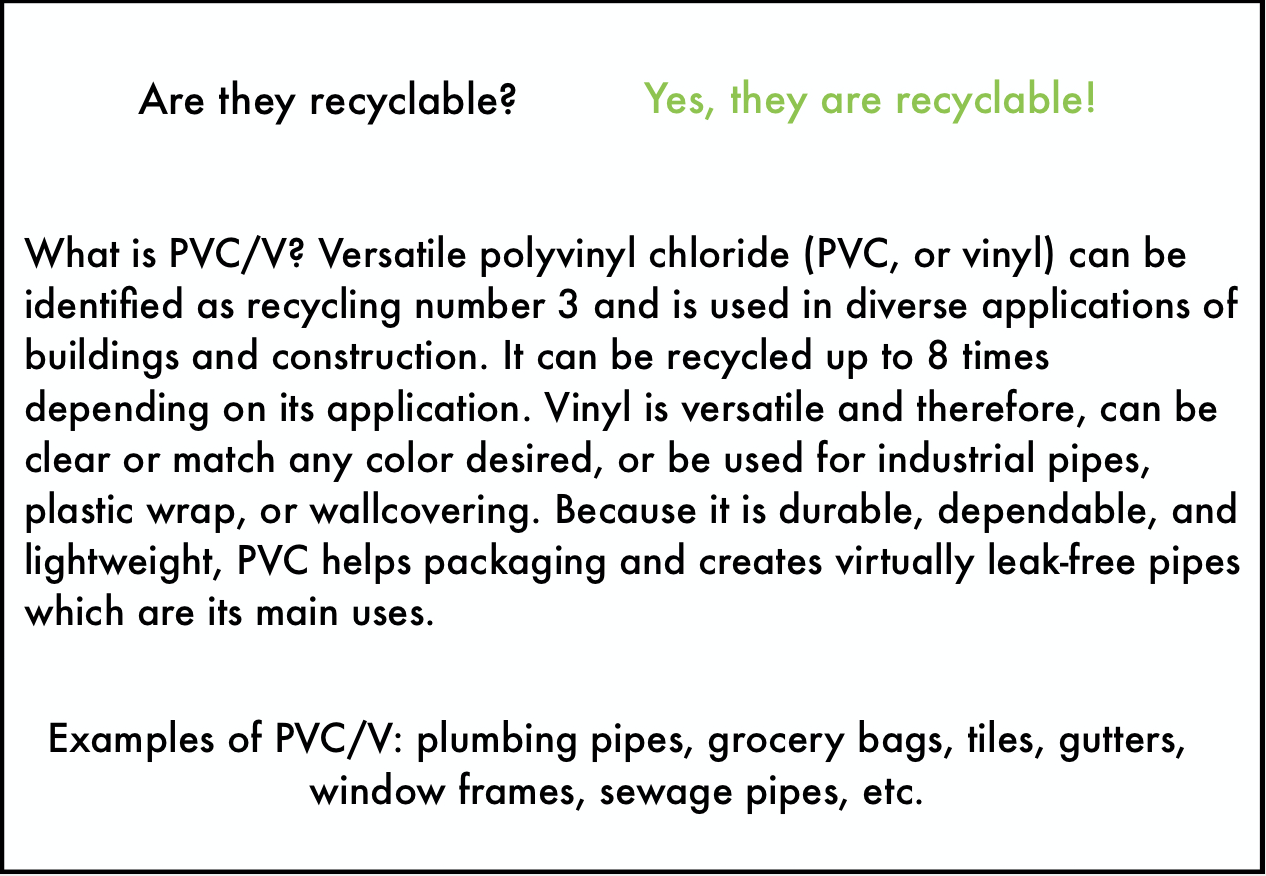 Are they recyclable?
Yes, they are recyclable!
What is PVC/V? Versatile polyvinyl chloride (PVC, or vinyl) can be
identified as recycling number 3 and is used in diverse applications of
buildings and construction. It can be recycled up to 8 times
depending on its application. Vinyl is versatile and therefore, can be
clear or match any color desired, or be used for industrial pipes,
plastic wrap, or wallcovering. Because it is durable, dependable, and
lightweight, PVC helps packaging and creates virtually leak-free pipes
which are its main uses.
Examples of PVC/V: plumbing pipes, grocery bags, tiles, gutters,
window frames, sewage pipes, etc.